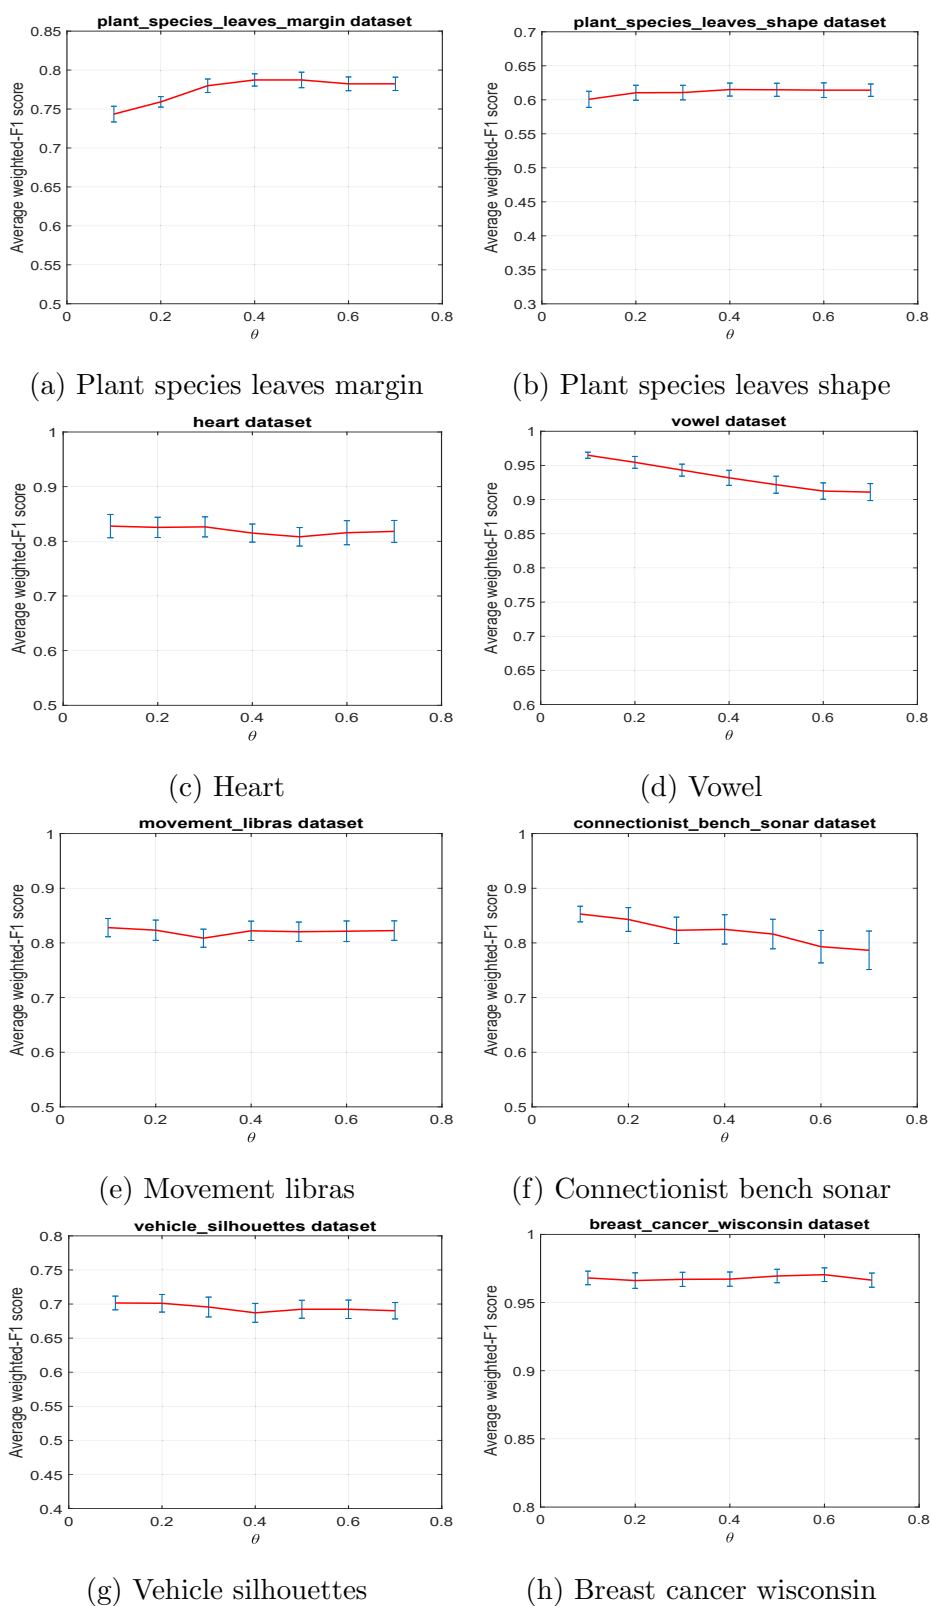 plant_species_leaves_margin dataset
0.85
0.8
0.75
0.7
0.65
0.6
0.55
0.5
Average weighted-F1 score
0 0.2 0.4 0.6 0.8
θ
(a) Plant species leaves margin
plant_species_leaves_shape dataset
0.7
0.65
0.6
0.55
0.5
0.45
0.4
0.35
0.3
Average weighted-F1 score
0 0.2 0.4 0.6 0.8
θ
(b) Plant species leaves shape
heart dataset
1
0.9
0.8
0.7
0.6
0.5
Average weighted-F1 score
0 0.2 0.4 0.6 0.8
θ
(c) Heart
vowel dataset
1
0.95
0.9
0.85
0.8
0.75
0.7
0.65
0.6
Average weighted-F1 score
0 0.2 0.4 0.6 0.8
θ
(d) Vowel
movement_libras dataset
1
0.9
0.8
0.7
0.6
0.5
Average weighted-F1 score
0 0.2 0.4 0.6 0.8
θ
(e) Movement libras
connectionist_bench_sonar dataset
1
0.9
0.8
0.7
0.6
0.5
Average weighted-F1 score
0 0.2 0.4 0.6 0.8
θ
(f) Connectionist bench sonar
vehicle_silhouettes dataset
0.8
0.75
0.7
0.65
0.6
0.55
0.5
0.45
0.4
Average weighted-F1 score
0 0.2 0.4 0.6 0.8
θ
(g) Vehicle silhouettes
breast_cancer_wisconsin dataset
1
0.95
0.9
0.85
0.8
Average weighted-F1 score
0 0.2 0.4 0.6 0.8
θ
(h) Breast cancer wisconsin